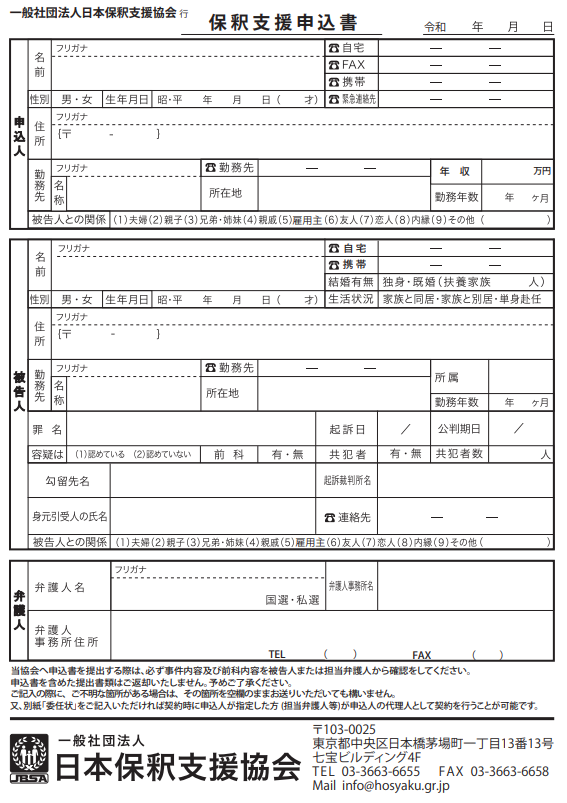 一般社団法人日本保釈支援協会 行
保釈支援申込書
令和 年 月 日
申込人
名前
フリガナ
☎自宅 ― ―
☎FAX ― ―
☎携帯 ― ―
性別 男・女 生年月日 昭・平 年 月 日（ 才） ☎緊急連絡先 ― ―
住所
フリガナ
{〒 - }
勤務先
フリガナ
名称
☎勤務先 ― ―
所在地
年 収 万円
勤務年数 年 ヶ月
被告人との関係 (1)夫婦(2)親子(3)兄弟・姉妹(4)親戚(5)雇用主(6)友人(7)恋人(8)内縁(9)その他（ ）
被告人
名前
フリガナ
☎自宅 ― ―
☎携帯 ― ―
結婚有無 独身・既婚（扶養家族 人）
性別 男・女 生年月日 昭・平 年 月 日（ 才） 生活状況 家族と同居・家族と別居・単身赴任
住所
フリガナ
{〒 - }
勤務先
フリガナ
名称
☎勤務先 ― ―
所在地
所属
勤務年数 年 ヶ月
罪 名 起訴日 ／ 公判期日 ／
容疑は (1)認めている (2)認めていない 前 科 有・無 共犯者 有・無 共犯者数 人
勾留先名 起訴裁判所名
身元引受人の氏名 ☎連絡先 ― ―
被告人との関係 (1)夫婦(2)親子(3)兄弟・姉妹(4)親戚(5)雇用主(6)友人(7)恋人(8)内縁(9)その他（ ）
弁護人
弁護人名
フリガナ
国選・私選
弁護人事務所名
弁護人
事務所住所
TEL （ ） FAX （ ）
当協会へ申込書を提出する際は、必ず事件内容及び前科内容を被告人または担当弁護人から確認をしてください。
申込書を含めた提出書類はご返却いたしません。予めご了承ください。
ご記入の際に、ご不明な箇所がある場合は、その箇所を空欄のままお送りいただいても構いません。
又、別紙「委任状」をご記入いただければ契約時に申込人が指定した方（担当弁護人等）が申込人の代理人として契約を行うことが可能です。
JBSA
一般社団法人
日本保釈支援協会
〒103-0025
東京都中央区日本橋茅場町一丁目13番13号
七宝ビルディング4F
TEL 03-3663-6655 FAX 03-3663-6658
Mail info@hosyaku.gr.jp